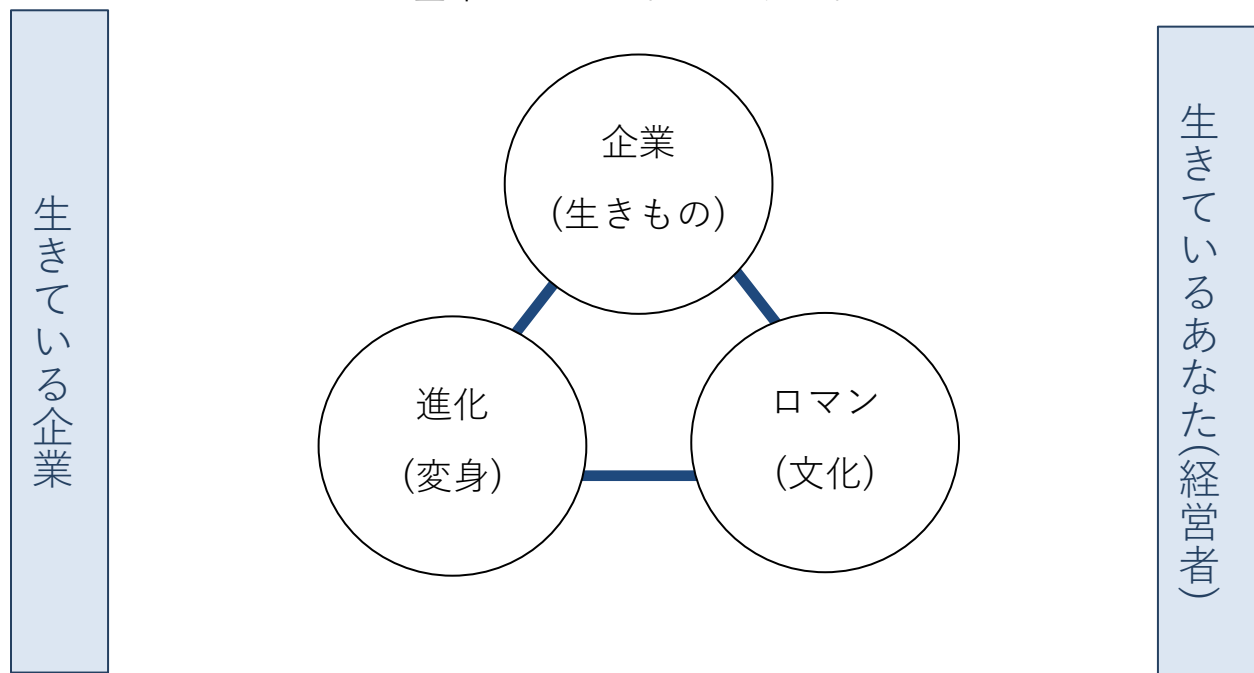 生きている企業
企業
(生きもの)
進化
(変身)
ロマン
(文化)
生きているあなた(経営者)